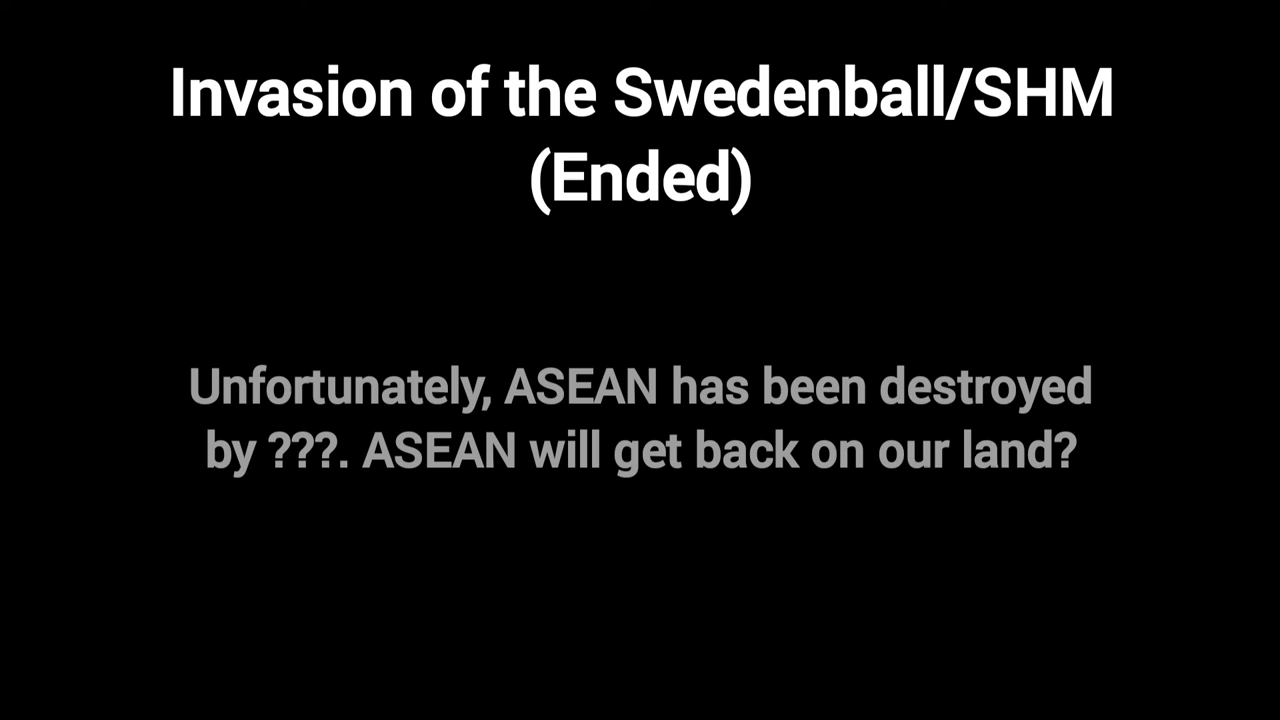 Invasion of the Swedenball/SHM
(Ended)
Unfortunately, ASEAN has been destroyed
by ???. ASEAN will get back on our land?